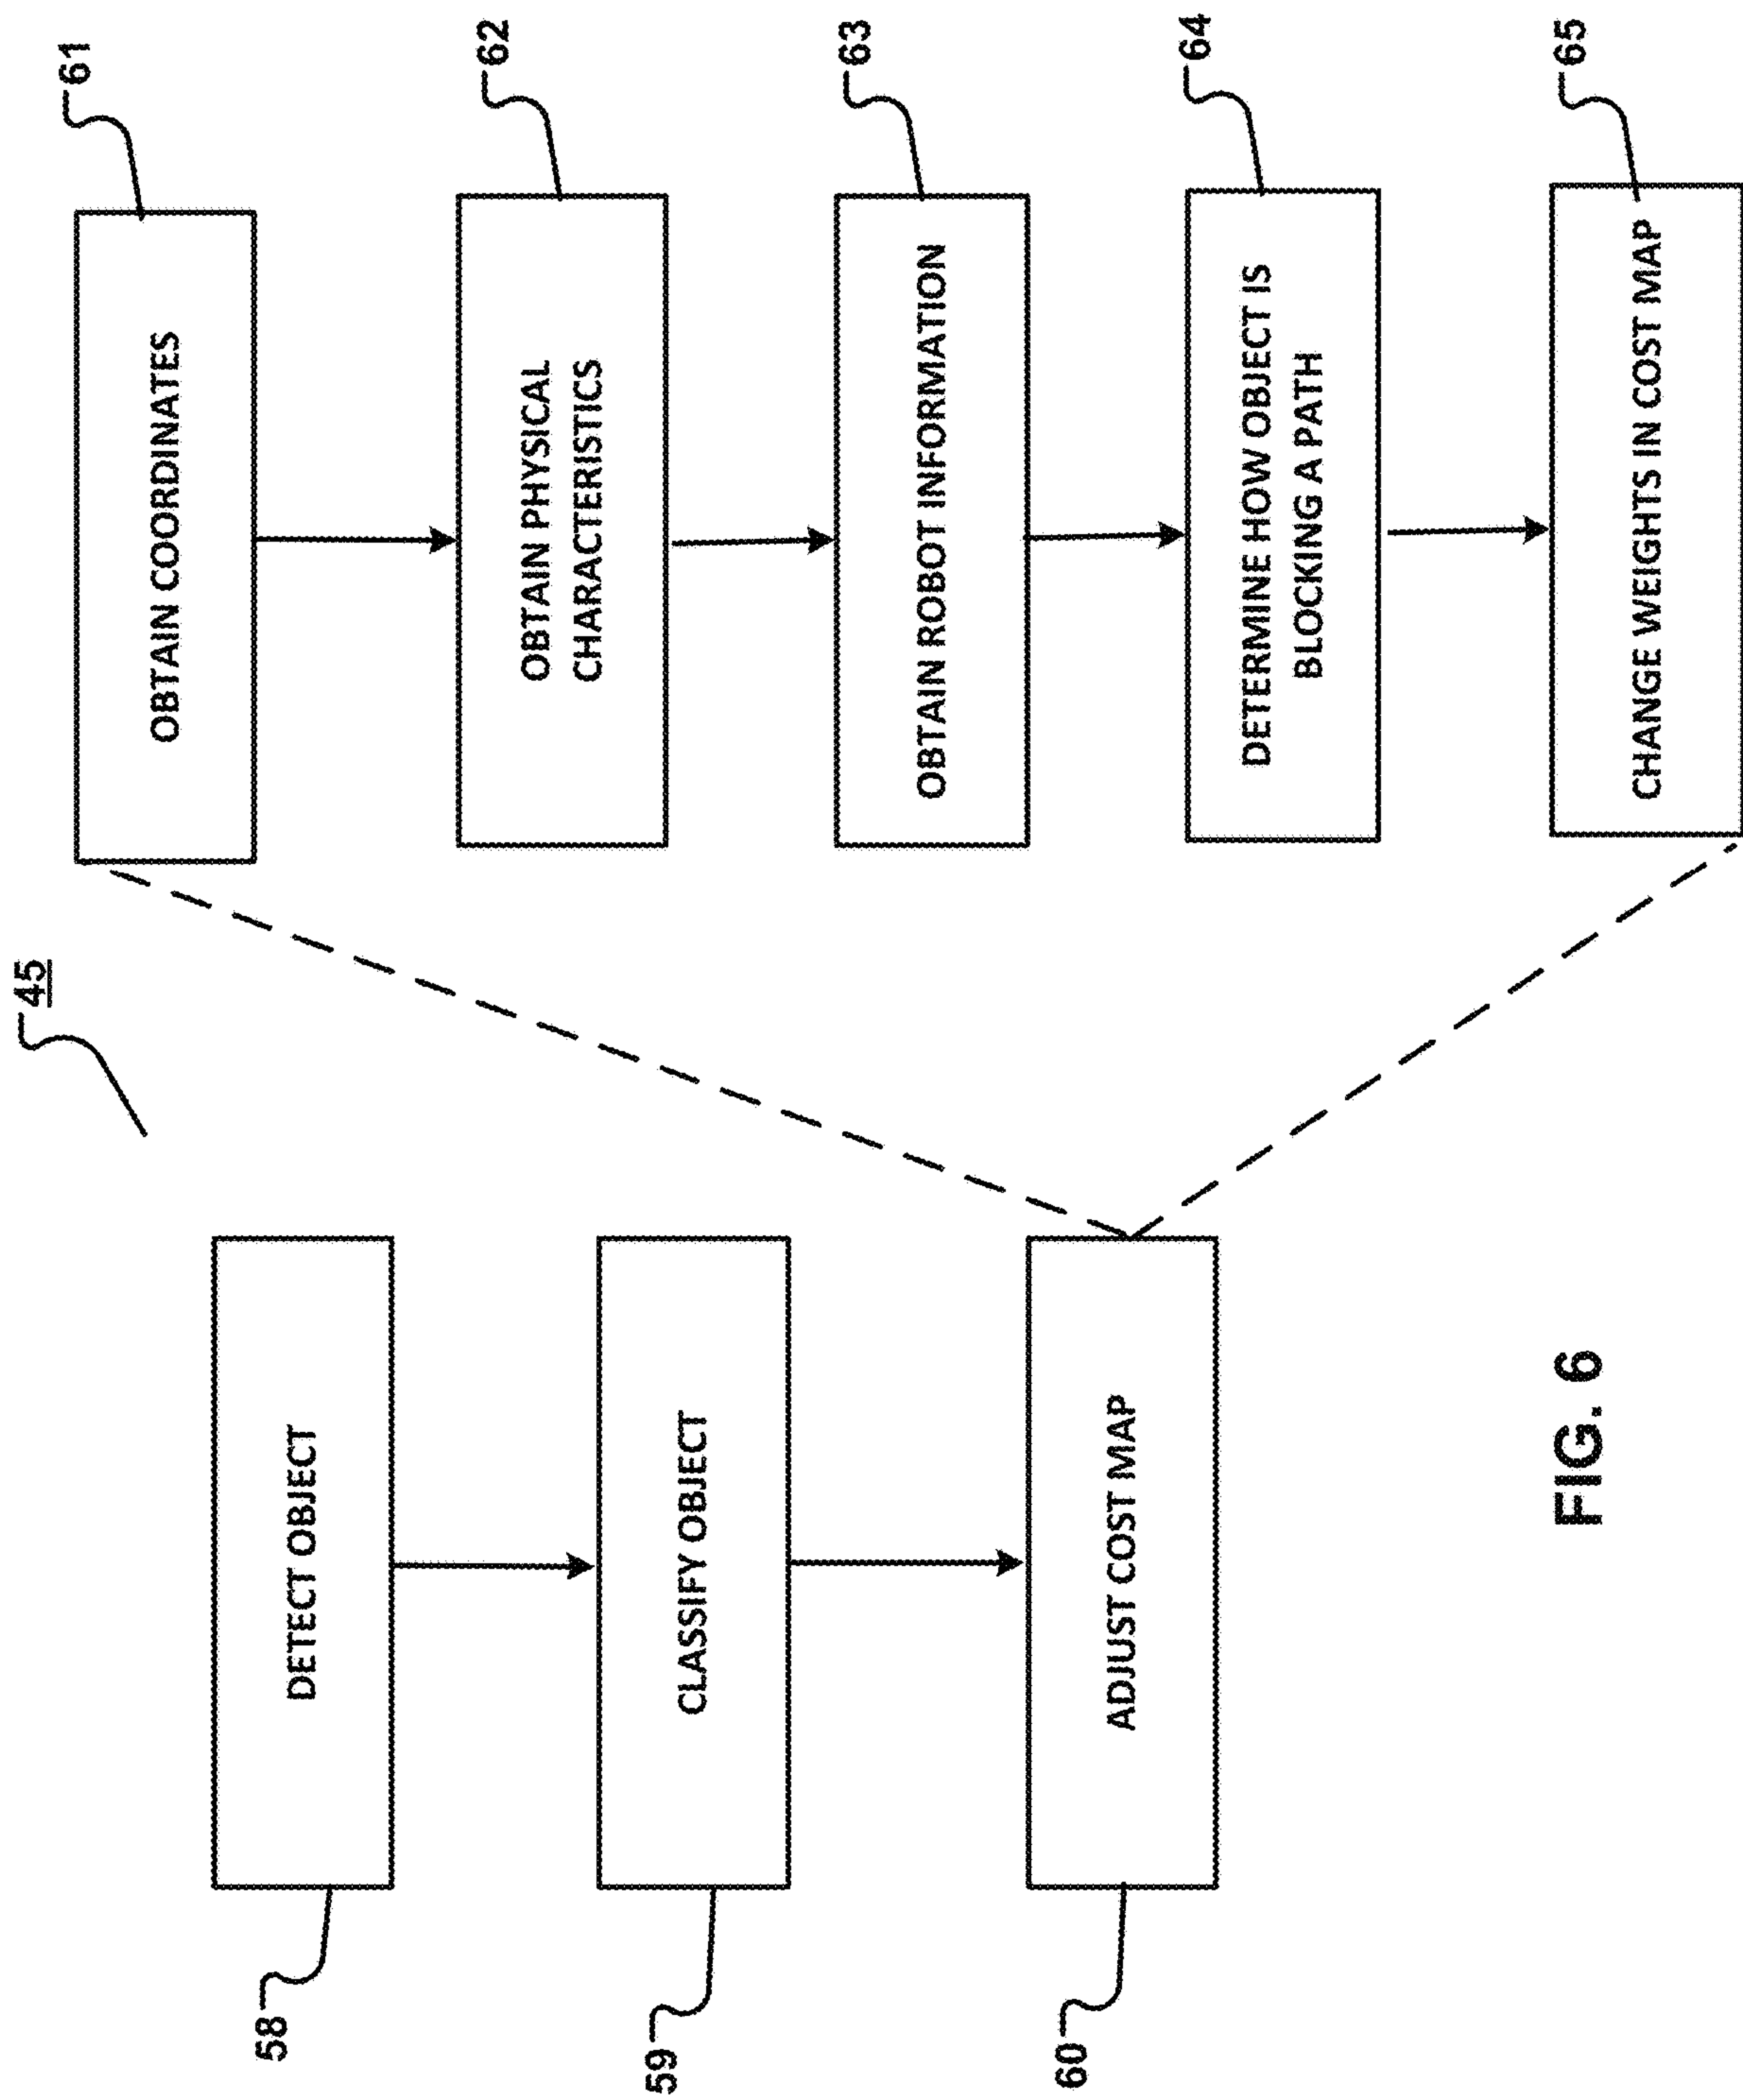 45
58
DETECT OBJECT
59
CLASSIFY OBJECT
60
ADJUST COST MAP
61
OBTAIN COORDINATES
62
OBTAIN PHYSICAL
CHARACTERISTICS
63
OBTAIN ROBOT INFORMATION
64
DETERMINE HOW OBJECT IS
BLOCKING A PATH
65
CHANGE WEIGHTS IN COST MAP
FIG. 6